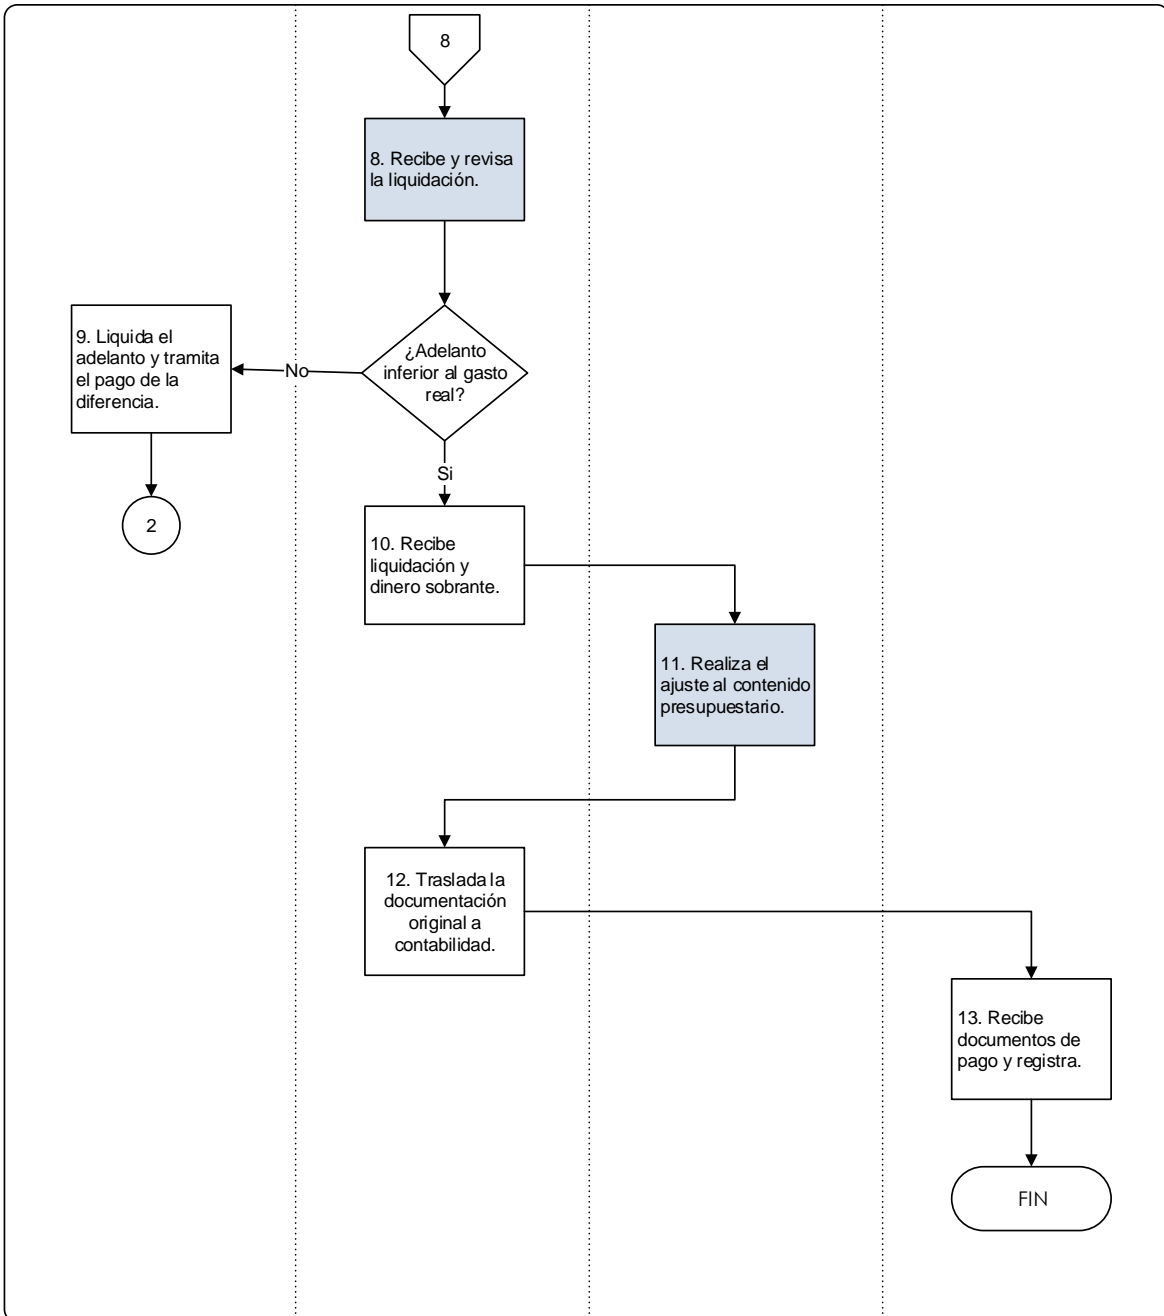 8
8. Recibe y revisa
la liquidación.
¿Adelanto
inferior al gasto
real?
No
9. Liquida el
adelanto y tramita
el pago de la
diferencia.
2
Si
10. Recibe
liquidación y
dinero sobrante.
11. Realiza el
ajuste al contenido
presupuestario.
12. Traslada la
documentación
original a
contabilidad.
13. Recibe
documentos de
pago y registra.
FIN